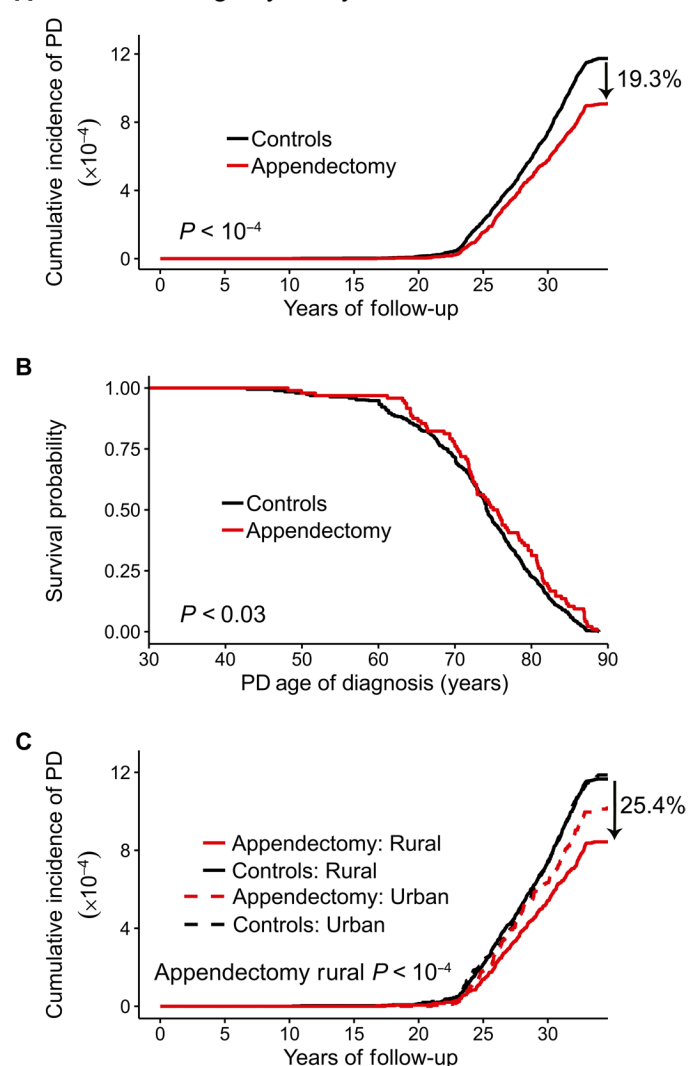 Cumulative incidence of PD
(×10⁻⁴)
12
8
4
0
19.3%
Controls
Appendectomy
P < 10⁻⁴
0 5 10 15 20 25 30
Years of follow-up
B
Survival probability
1.00
0.75
0.50
0.25
0.00
Controls
Appendectomy
P < 0.03
30 40 50 60 70 80 90
PD age of diagnosis (years)
C
Cumulative incidence of PD
(×10⁻⁴)
12
8
4
0
25.4%
Appendectomy: Rural
Controls: Rural
Appendectomy: Urban
Controls: Urban
Appendectomy rural P < 10⁻⁴
0 5 10 15 20 25 30
Years of follow-up